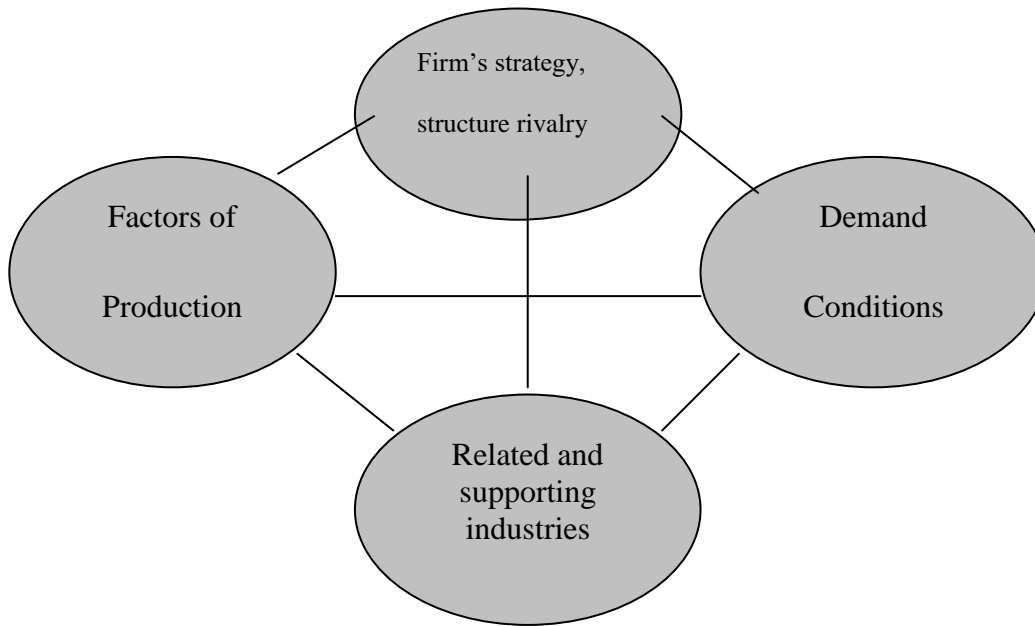 Firm’s strategy,
structure rivalry
Factors of
Production
Demand
Conditions
Related and
supporting
industries